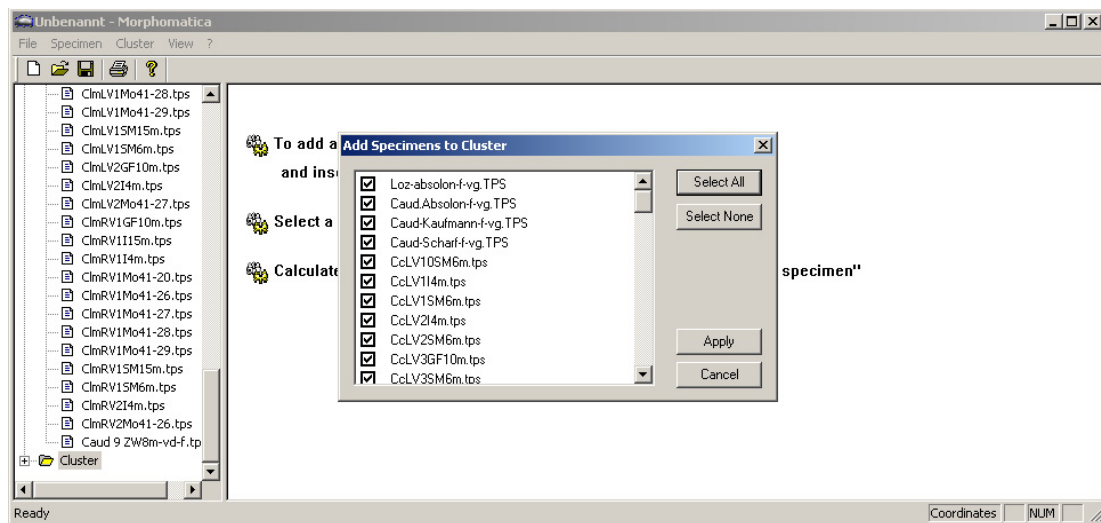 Unbenannt - Morphomatica
File Specimen Cluster View ?
ClmLV1Mo41-28.tps
ClmLV1Mo41-29.tps
ClmLV1SM15m.tps
ClmLV1SM6m.tps
ClmLV2GF10m.tps
ClmLV2I4m.tps
ClmLV2Mo41-27.tps
ClmRV1GF10m.tps
ClmRV1I15m.tps
ClmRV1I4m.tps
ClmRV1Mo41-20.tps
ClmRV1Mo41-26.tps
ClmRV1Mo41-27.tps
ClmRV1Mo41-28.tps
ClmRV1Mo41-29.tps
ClmRV1SM15m.tps
ClmRV1SM6m.tps
ClmRV2I4m.tps
ClmRV2Mo41-26.tps
Caud 9 ZW8m-vd-f.tp
Cluster
To add a
and ins
Select a
Calculate
specimen"
Add Specimens to Cluster
Loz-absolon-f-vg.TPS
Caud.Absolon-f-vg.TPS
Caud-Kaufmann-f-vg.TPS
Caud-Scharf-f-vg.TPS
CcLV10SM6m.tps
CcLV1I4m.tps
CcLV1SM6m.tps
CcLV2I4m.tps
CcLV2SM6m.tps
CcLV3GF10m.tps
CcLV3SM6m.tps
Select All
Select None
Apply
Cancel
Ready
Coordinates NUM